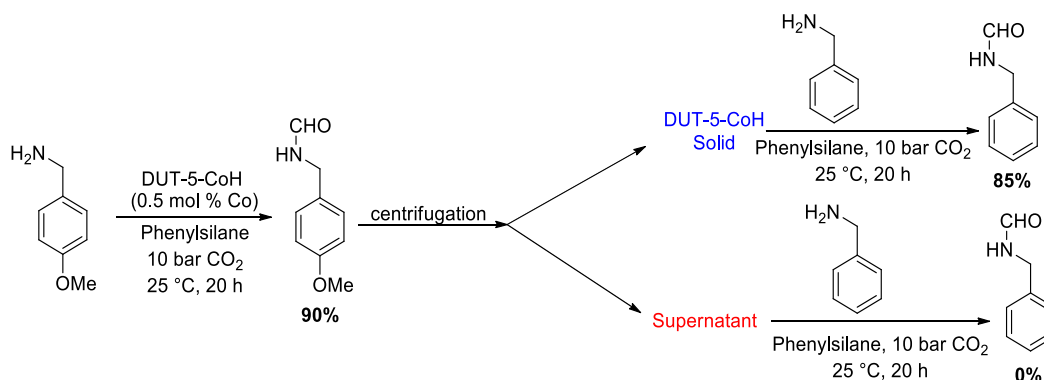 H₂N
OMe
DUT-5-CoH
(0.5 mol % Co)
Phenylsilane
10 bar CO₂
25 °C, 20 h
CHO
HN
OMe
90%
centrifugation
DUT-5-CoH
Solid
H₂N
Phenylsilane, 10 bar CO₂
25 °C, 20 h
CHO
HN
85%
Supernatant
H₂N
Phenylsilane, 10 bar CO₂
25 °C, 20 h
CHO
HN
0%